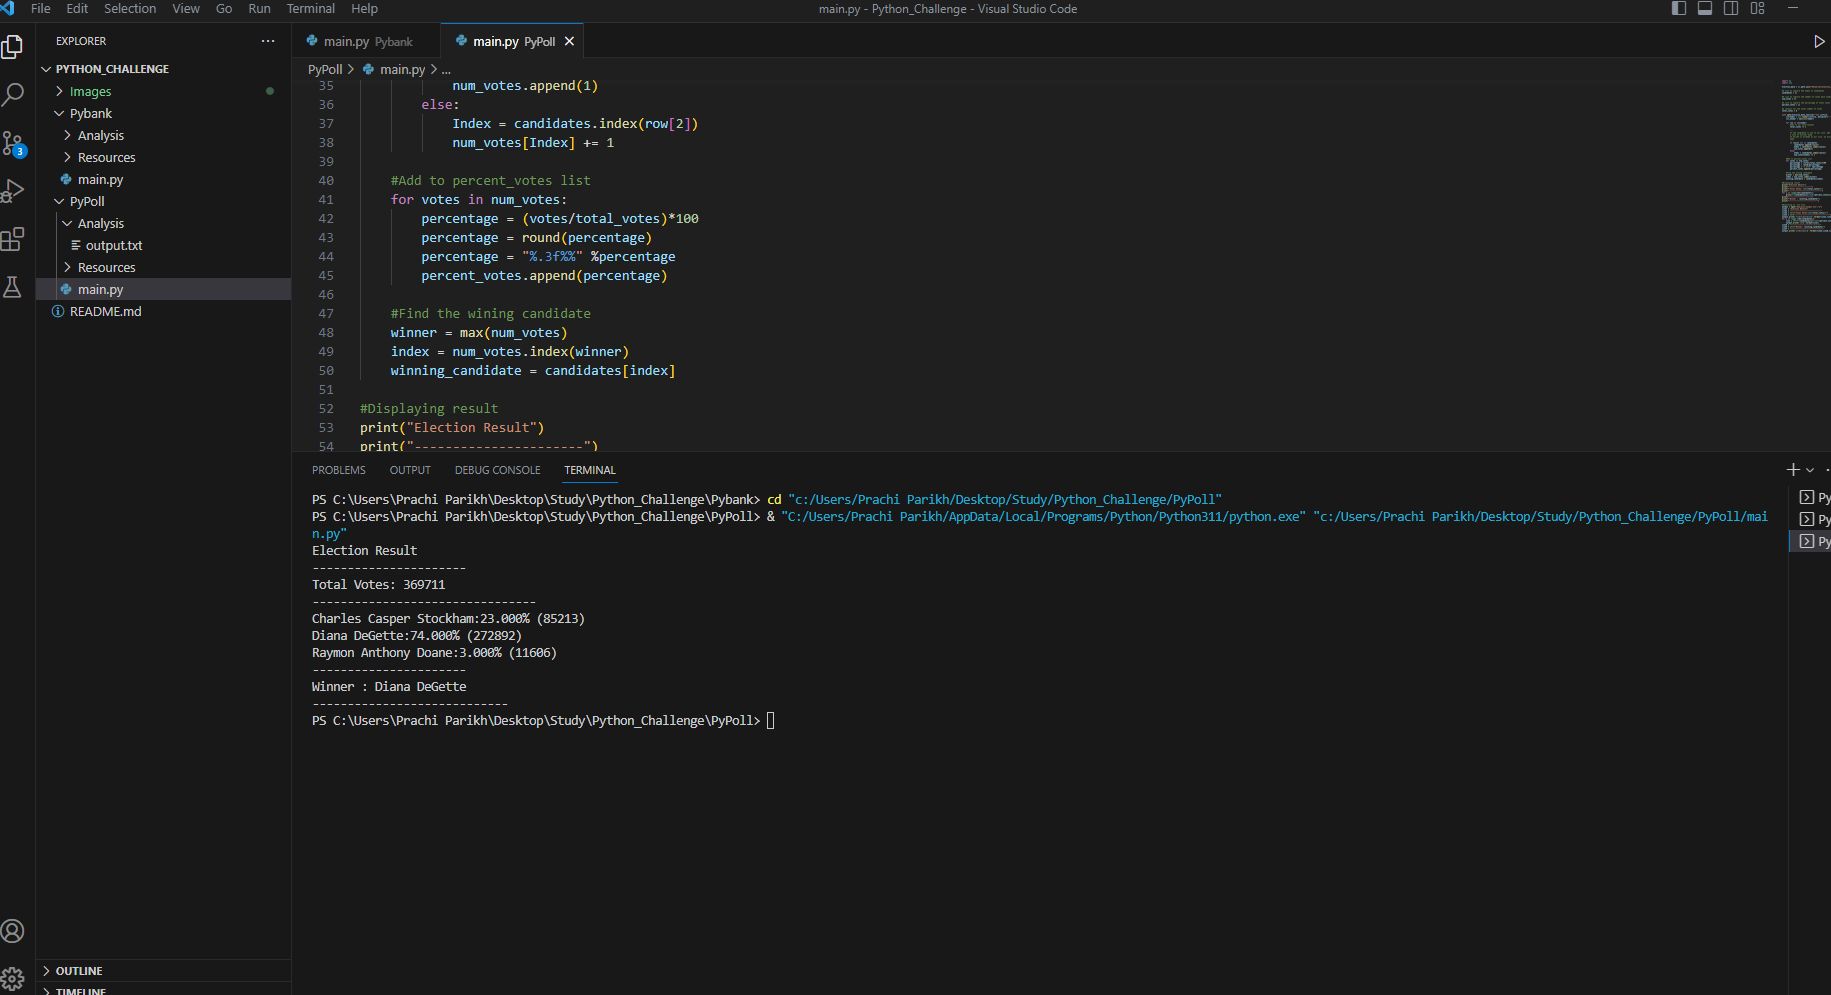 File Edit Selection View Go Run Terminal Help
main.py - Python_Challenge - Visual Studio Code
EXPLORER
PYTHON_CHALLENGE
Images
Pybank
Analysis
Resources
main.py
PyPoll
Analysis
output.txt
Resources
main.py
README.md
3
OUTLINE
TIMELINE
main.py Pybank
main.py PyPoll
PyPoll > main.py > ...
35 num_votes.append(1)
36 else:
37 Index = candidates.index(row[2])
38 num_votes[Index] += 1
39
40 #Add to percent_votes list
41 for votes in num_votes:
42 percentage = (votes/total_votes)*100
43 percentage = round(percentage)
44 percentage = "%.3f%%" %percentage
45 percent_votes.append(percentage)
46
47 #Find the wining candidate
48 winner = max(num_votes)
49 index = num_votes.index(winner)
50 winning_candidate = candidates[index]
51
52 #Displaying result
53 print("Election Result")
54 print("----------------------")
PROBLEMS OUTPUT DEBUG CONSOLE TERMINAL
PS C:\Users\Prachi Parikh\Desktop\Study\Python_Challenge\Pybank> cd "c:/Users/Prachi Parikh/Desktop/Study/Python_Challenge/PyPoll"
PS C:\Users\Prachi Parikh\Desktop\Study\Python_Challenge\PyPoll> & "C:/Users/Prachi Parikh/AppData/Local/Programs/Python/Python311/python.exe" "c:/Users/Prachi Parikh/Desktop/Study/Python_Challenge/PyPoll/mai
n.py"
Election Result
----------------------
Total Votes: 369711
--------------------------------
Charles Casper Stockham:23.000% (85213)
Diana DeGette:74.000% (272892)
Raymon Anthony Doane:3.000% (11606)
----------------------
Winner : Diana DeGette
----------------------------
PS C:\Users\Prachi Parikh\Desktop\Study\Python_Challenge\PyPoll>
Py
Py
Py